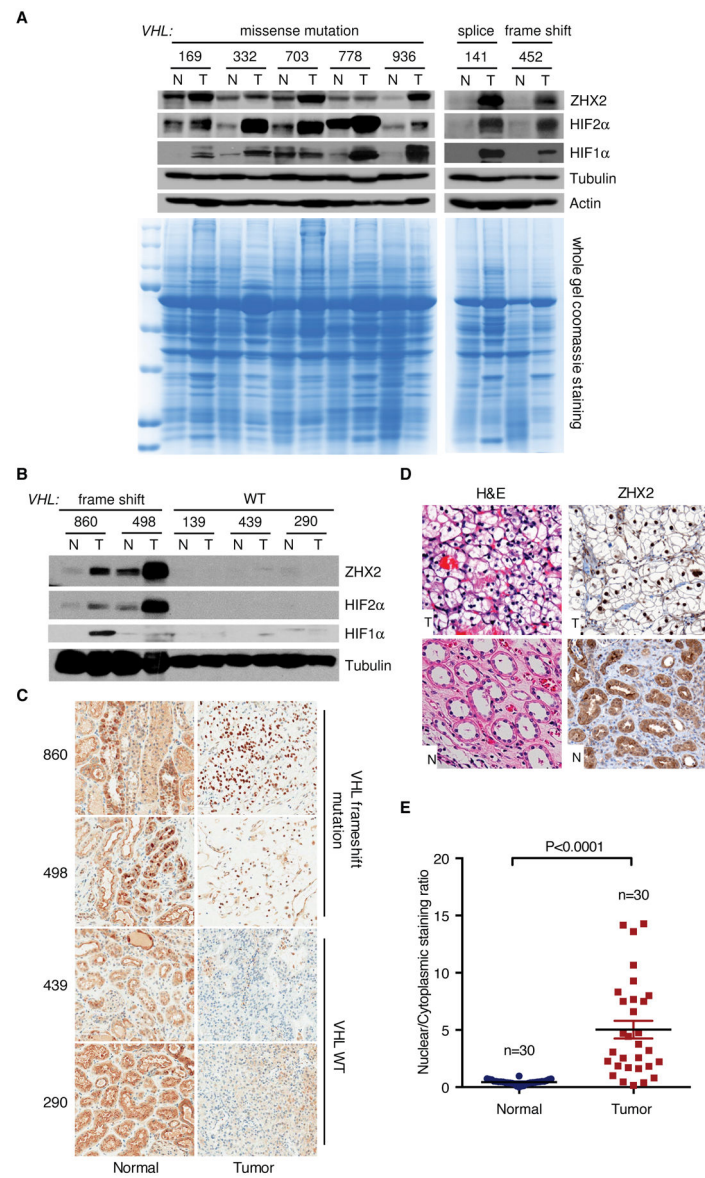 A
VHL: missense mutation splice frame shift
169 332 703 778 936 141 452
N T N T N T N T N T N T N T
ZHX2
HIF2α
HIF1α
Tubulin
Actin
whole gel coomassie staining
B
VHL: frame shift WT
860 498 139 439 290
N T N T N T N T N T
ZHX2
HIF2α
HIF1α
Tubulin
C
860
498
439
290
VHL frameshift
mutation
VHL WT
Normal Tumor
D
H&E ZHX2
T T
N N
E
P<0.0001
20
15
10
5
0
Nuclear/Cytoplasmic staining ratio
n=30
n=30
Normal Tumor